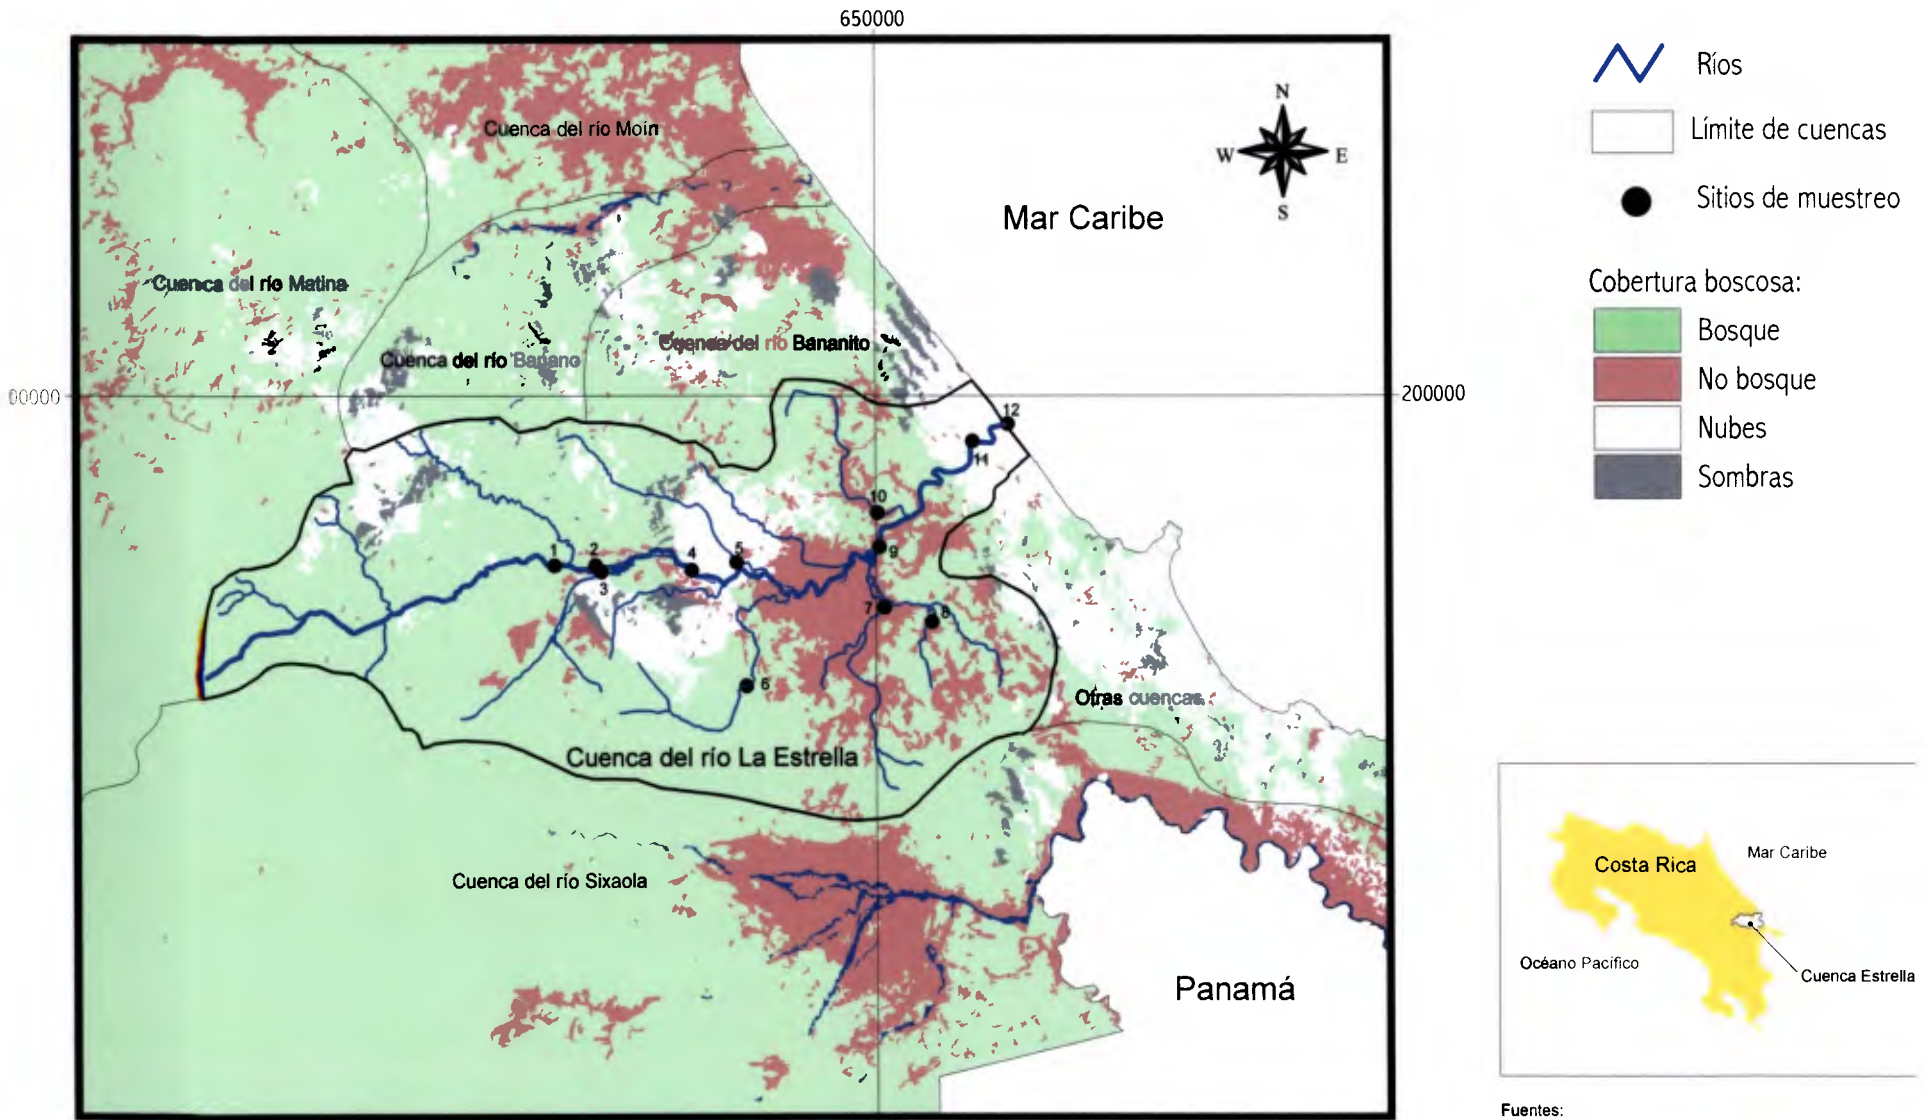 650000
Cuenca del río Moín
N
W
E
S
Mar Caribe
Cuenca del río Matina
Cuenca del río Banano
Cuenca del río Bananito
00000
200000
12
11
10
9
1
2
3
4
5
7
8
6
Otras cuencas
Cuenca del río La Estrella
Cuenca del río Sixaola
Panamá
Ríos
Límite de cuencas
Sitios de muestreo
Cobertura boscosa:
Bosque
No bosque
Nubes
Sombras
Costa Rica
Mar Caribe
Océano Pacífico
Cuenca Estrella
Fuentes: